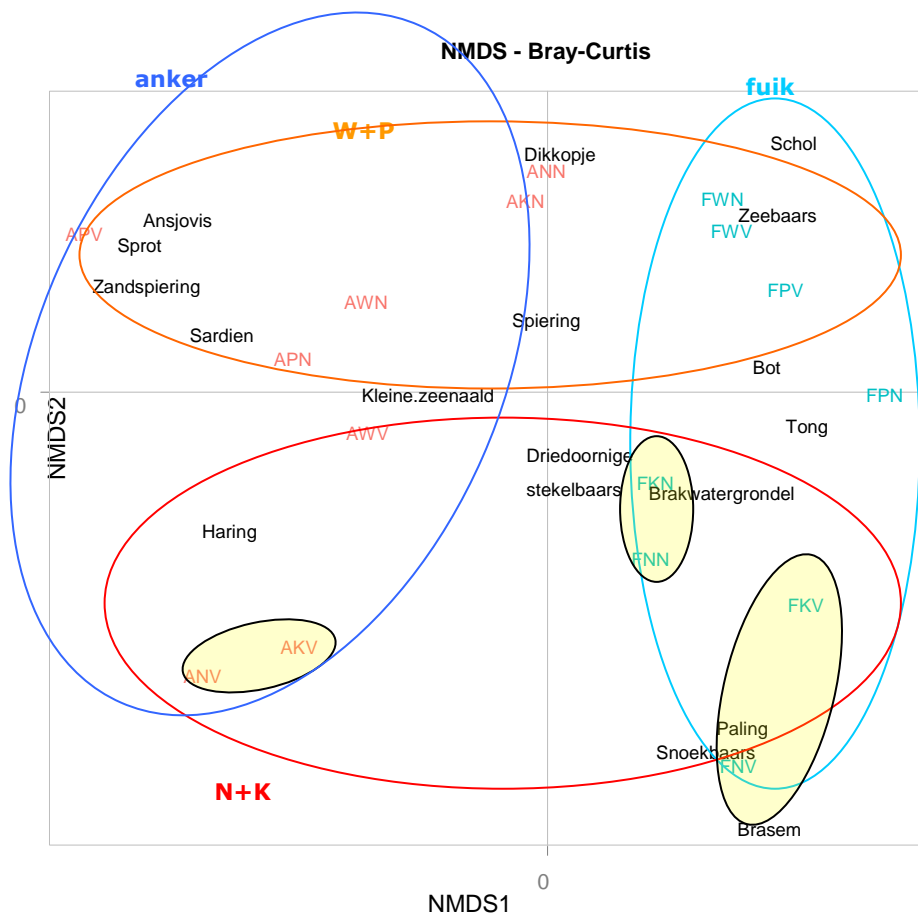 NMDS - Bray-Curtis
anker
fuik
W+P
Schol
Dikkopje
ANN
AKN
FWN
Zeebaars
Ansjovis
APV
FWV
Sprot
Zandspiering
FPV
AWN
Spiering
Sardien
APN
Bot
Kleine.zeenaald
FPN
0
NMDS2
Tong
AWV
Driedoornige
stekelbaars
FKN
Brakwatergrondel
Haring
FNN
FKV
AKV
ANV
Paling
Snoekbaars
FNV
N+K
Brasem
0
NMDS1